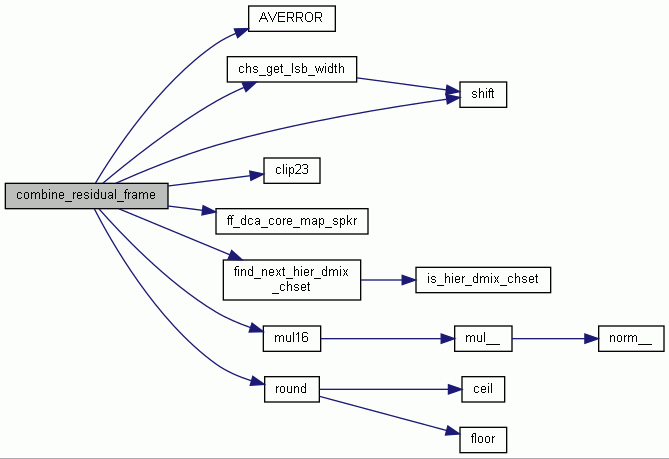 AVERROR
chs_get_lsb_width
shift
clip23
combine_residual_frame
ff_dca_core_map_spkr
find_next_hier_dmix
_chset
is_hier_dmix_chset
mul16
mul__
norm__
round
ceil
floor